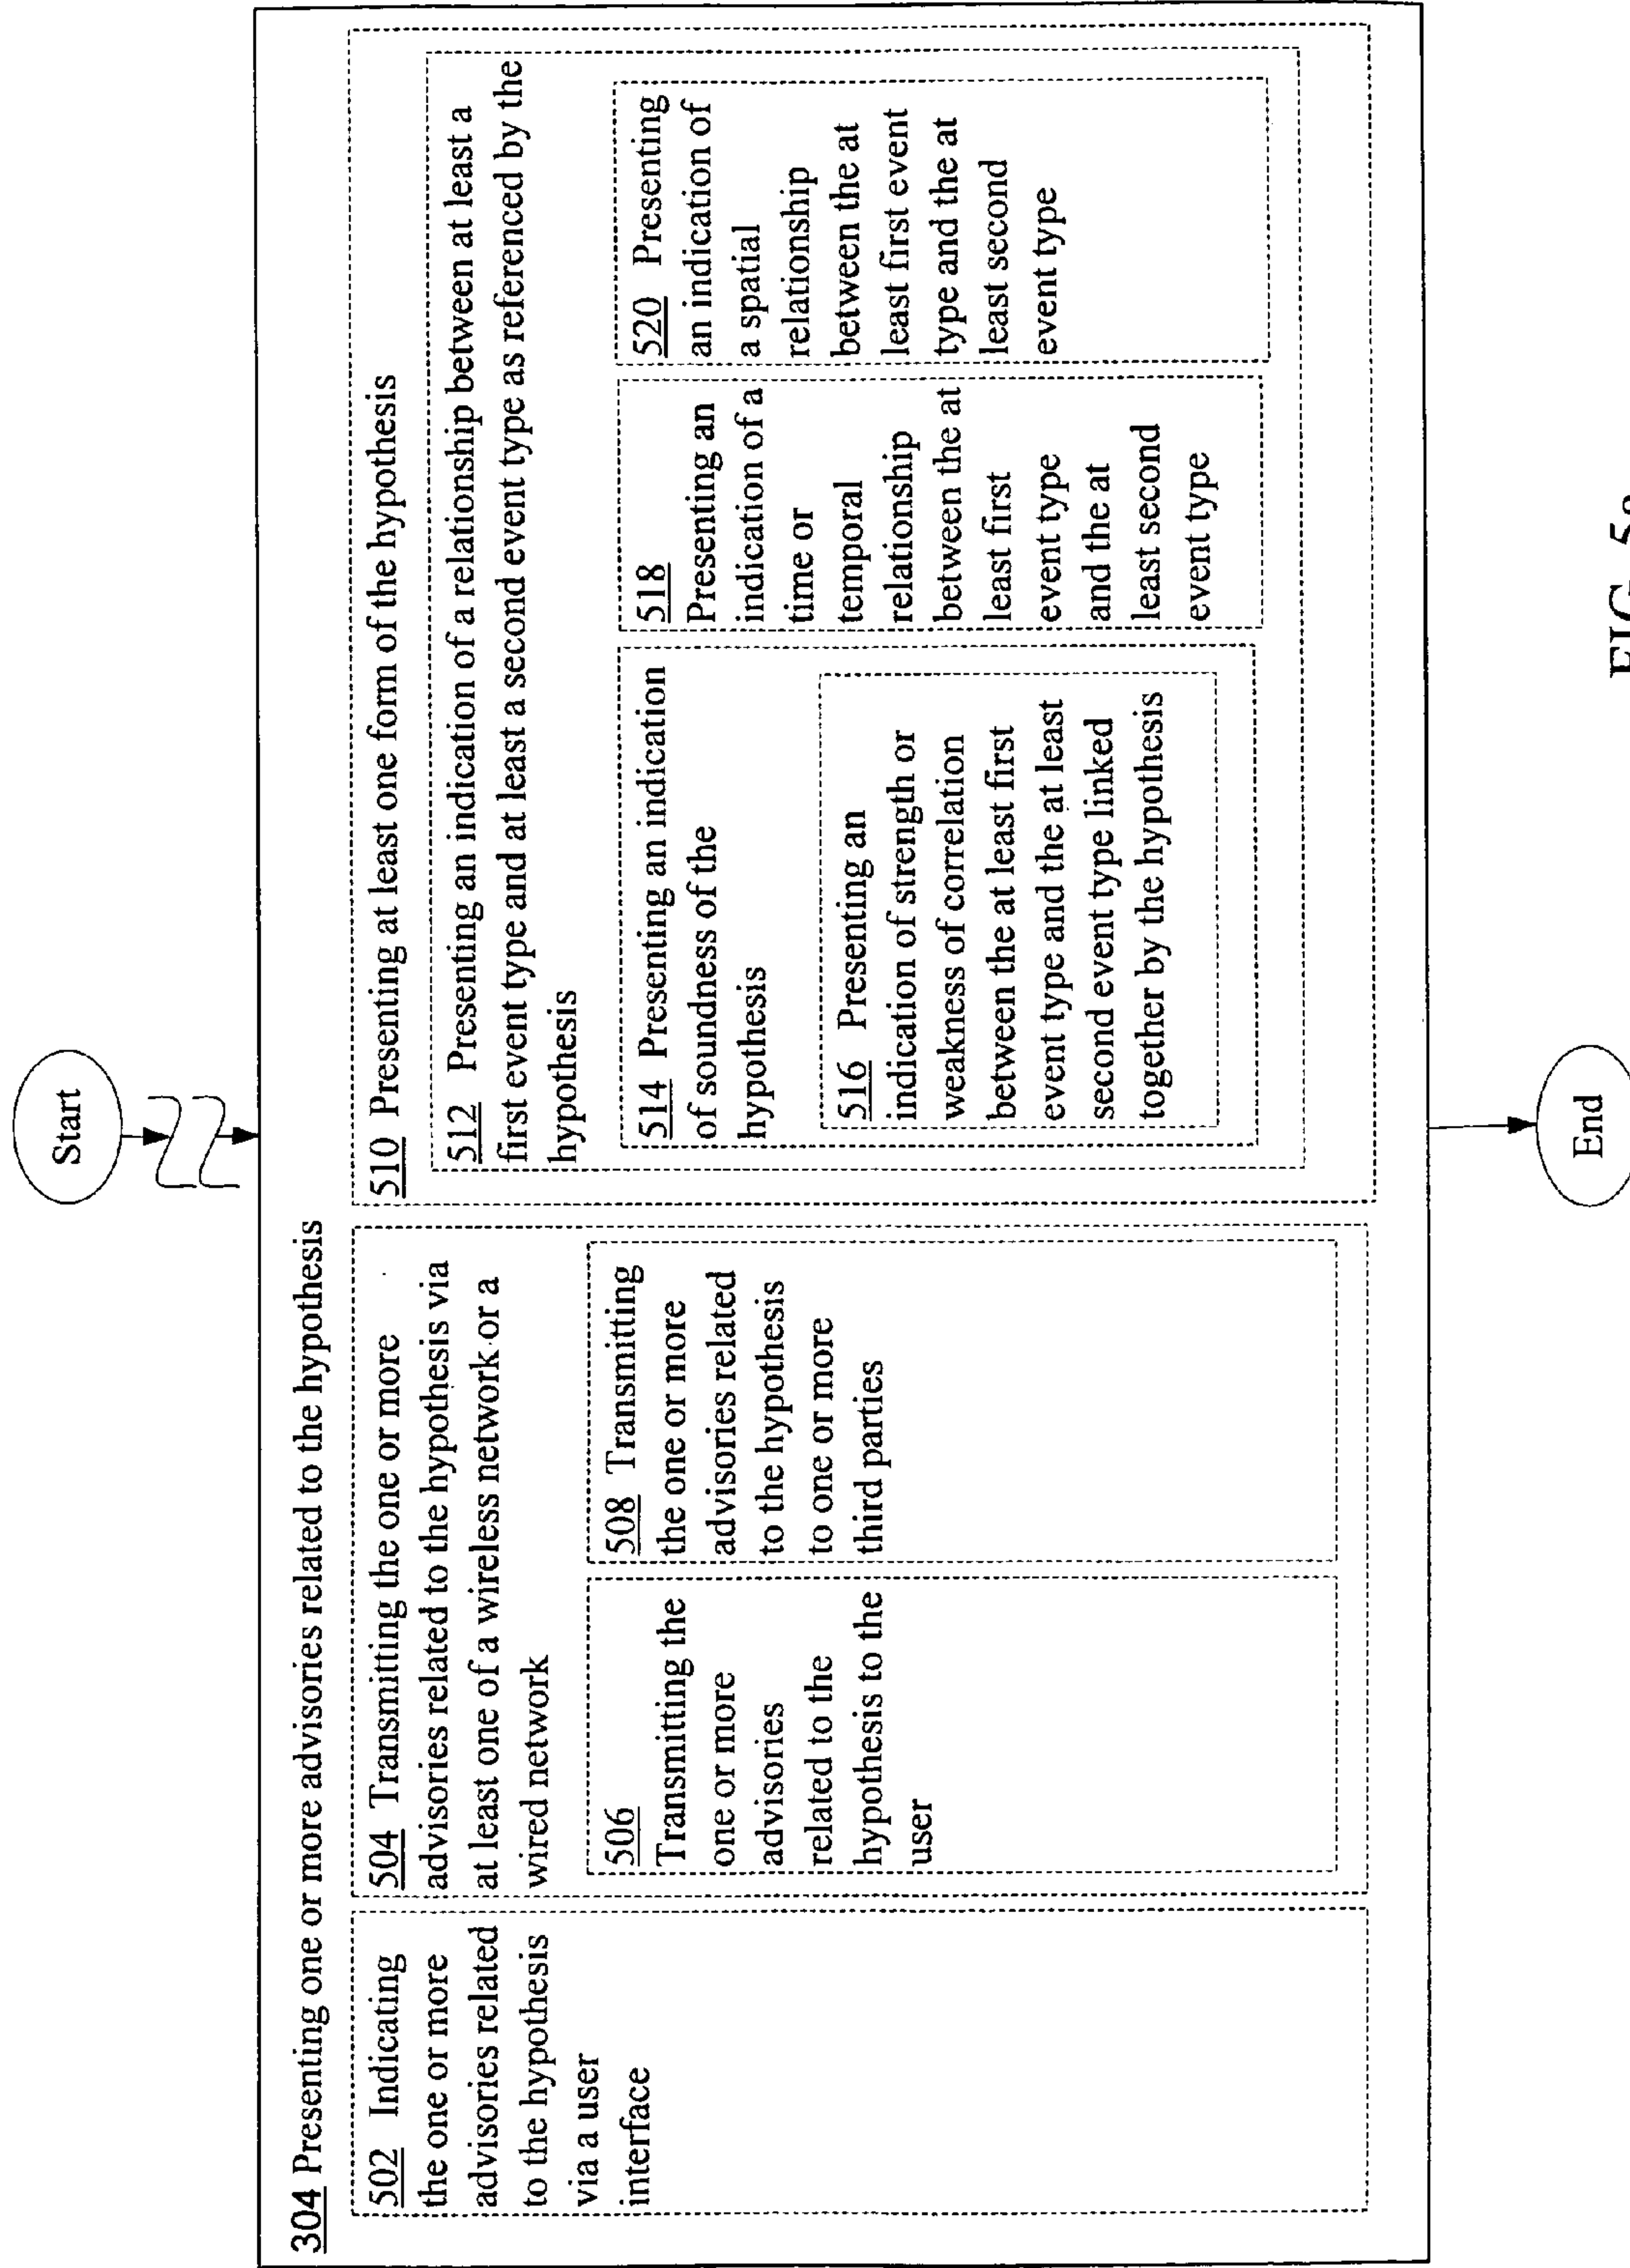 Start
304 Presenting one or more advisories related to the hypothesis
502 Indicating
the one or more
advisories related
to the hypothesis
via a user
interface
504 Transmitting the one or more
advisories related to the hypothesis via
at least one of a wireless network or a
wired network
506
Transmitting the
one or more
advisories
related to the
hypothesis to the
user
508 Transmitting
the one or more
advisories related
to the hypothesis
to one or more
third parties
510 Presenting at least one form of the hypothesis
512 Presenting an indication of a relationship between at least a
first event type and at least a second event type as referenced by the
hypothesis
514 Presenting an indication
of soundness of the
hypothesis
516 Presenting an
indication of strength or
weakness of correlation
between the at least first
event type and the at least
second event type linked
together by the hypothesis
518
Presenting an
indication of a
time or
temporal
relationship
between the at
least first
event type
and the at
least second
event type
520 Presenting
an indication of
a spatial
relationship
between the at
least first event
type and the at
least second
event type
End
FIG. 5a